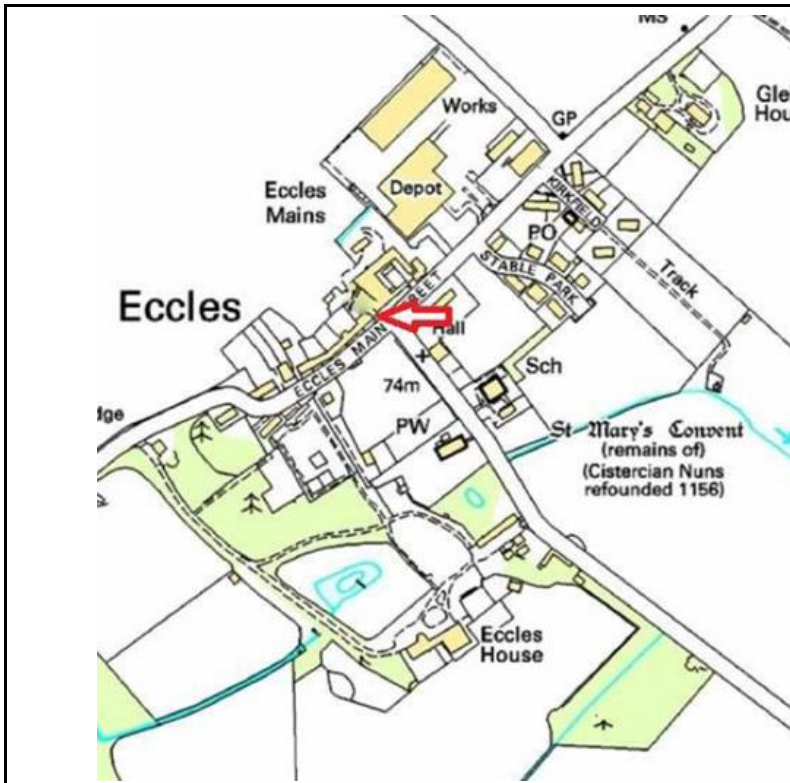 MS
Works
GP
Gle
Hou
Depot
Eccles
Mains
KIRKFIELD
PO
STABLE PARK
Track
Eccles
ECCLES MAIN STREET
Hall
Sch
dge
74m
PW
St Mary's Convent
(remains of)
(Cistercian Nuns
refounded 1156)
Eccles
House